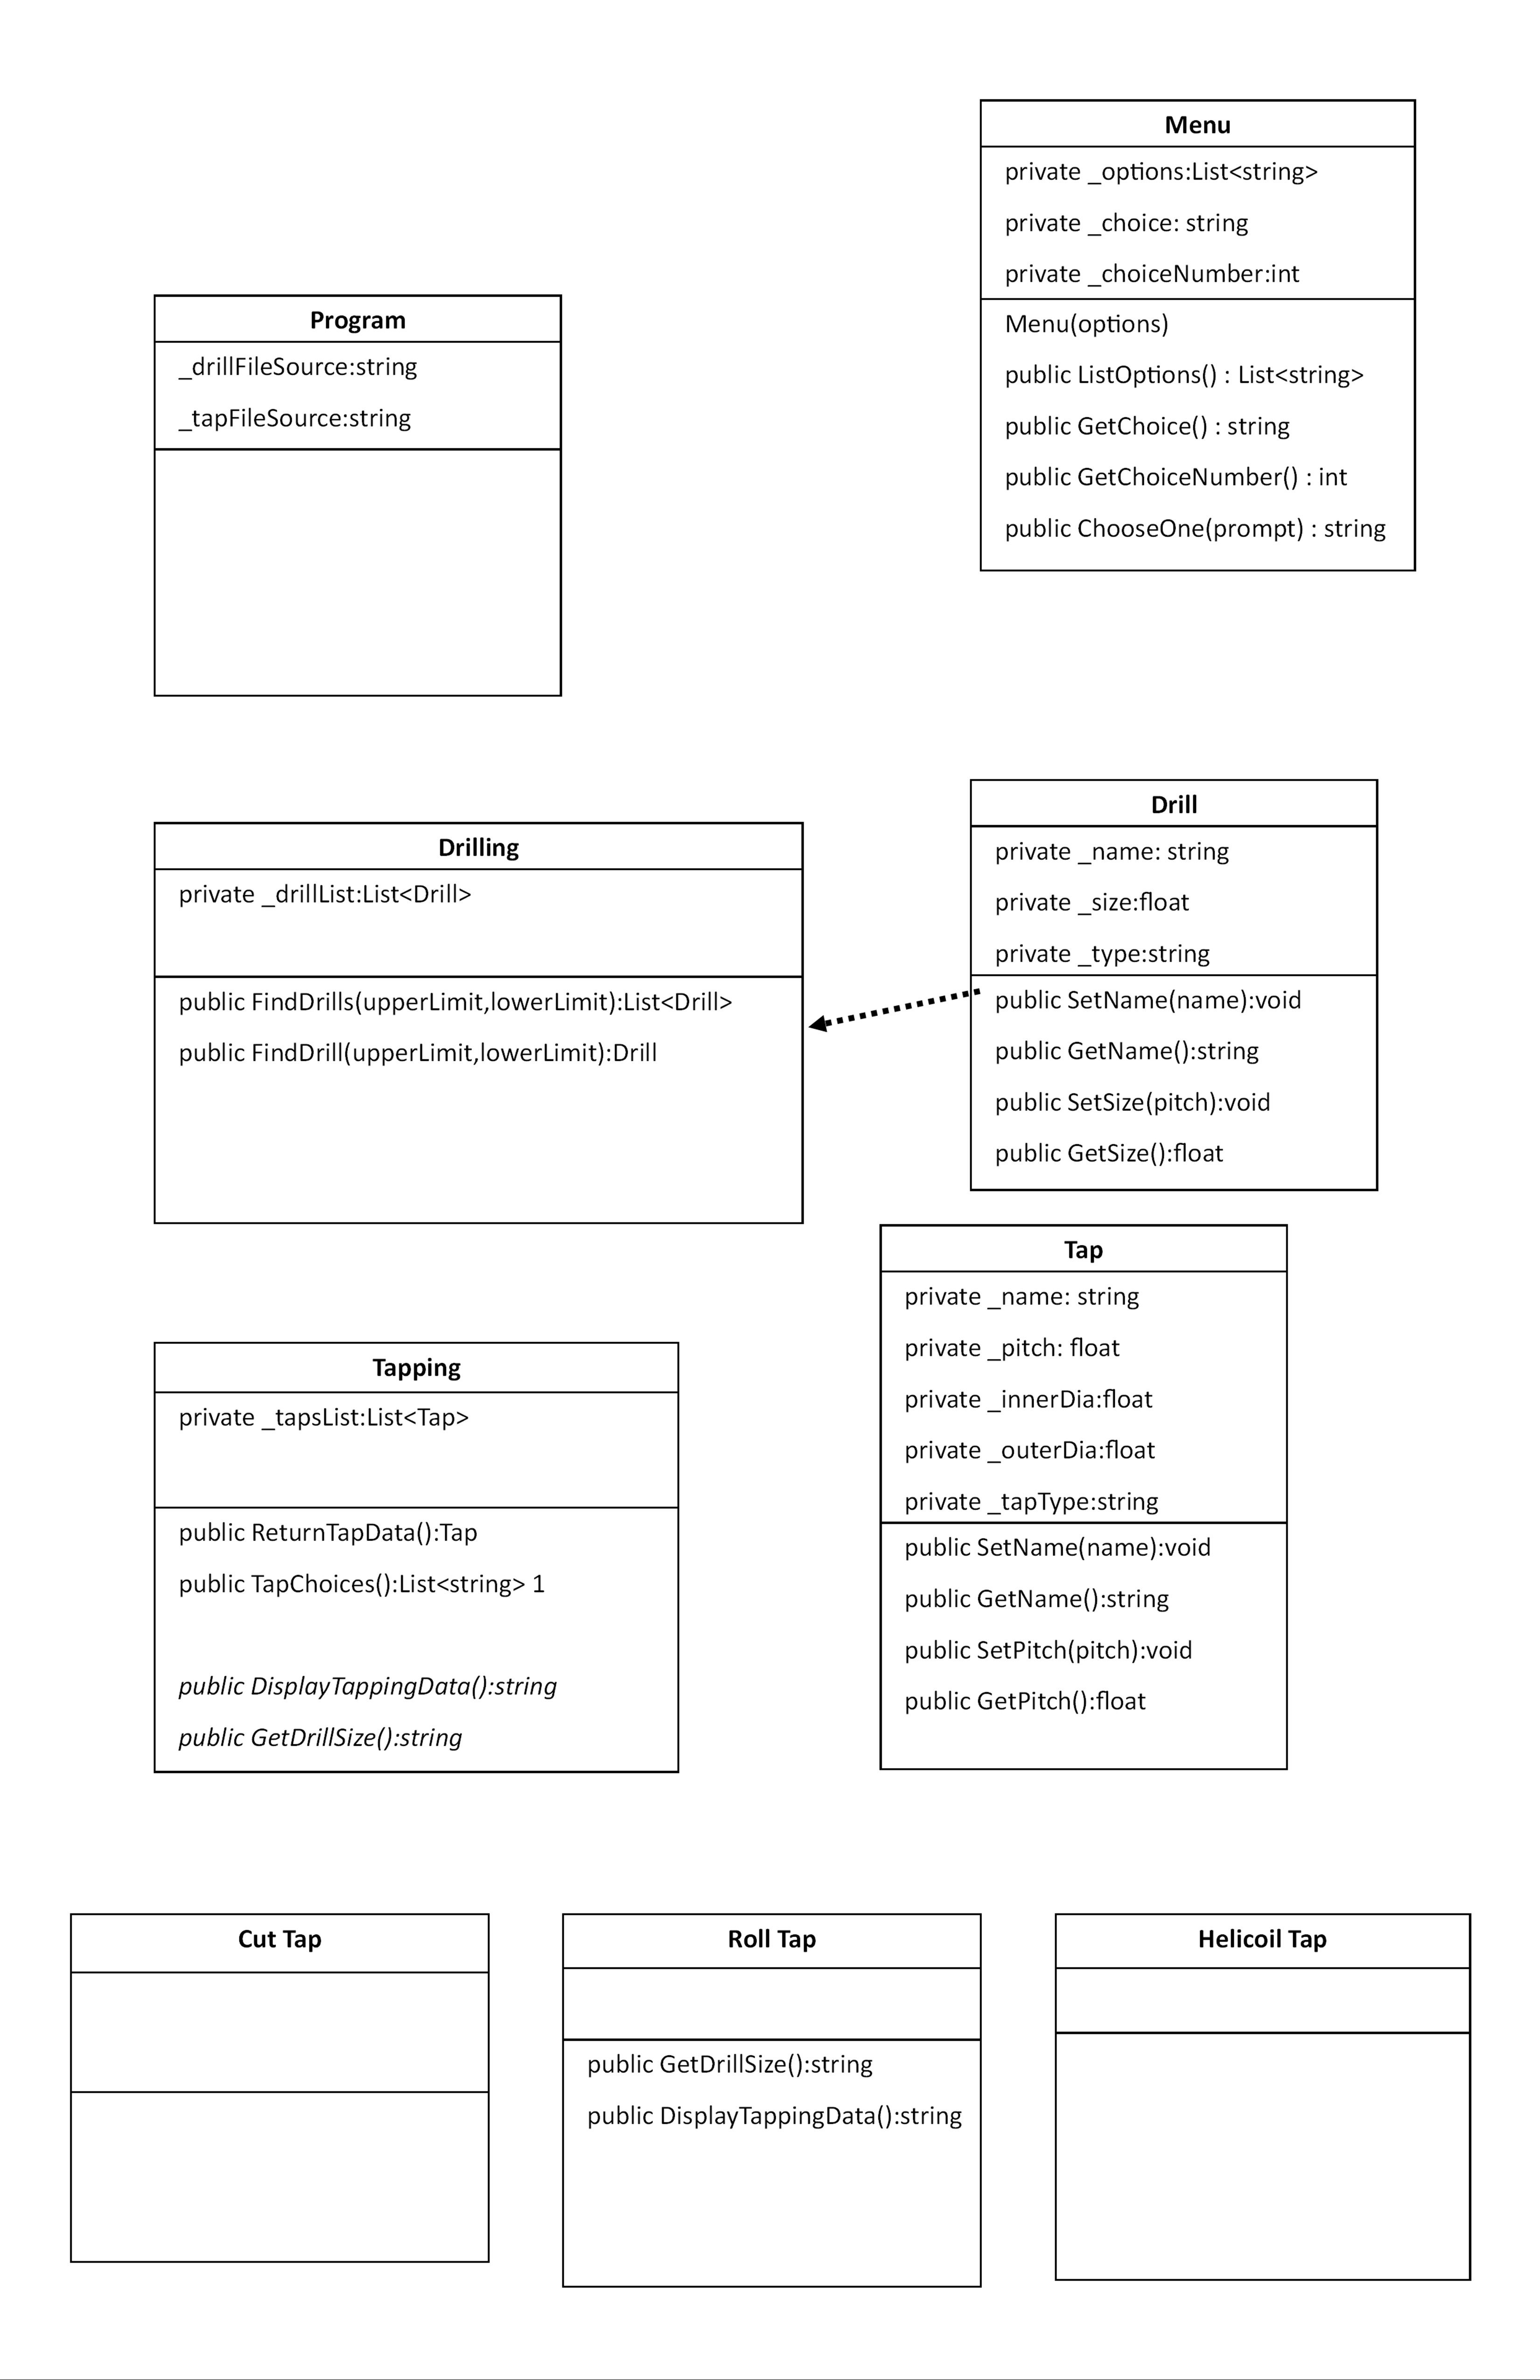 Menu
private _options:List<string>
private _choice: string
private _choiceNumber:int
Menu(options)
public ListOptions() : List<string>
public GetChoice() : string
public GetChoiceNumber() : int
public ChooseOne(prompt) : string
Program
_drillFileSource:string
_tapFileSource:string
Drilling
private _drillList:List<Drill>
public FindDrills(upperLimit,lowerLimit):List<Drill>
public FindDrill(upperLimit,lowerLimit):Drill
Drill
private _name: string
private _size:float
private _type:string
public SetName(name):void
public GetName():string
public SetSize(pitch):void
public GetSize():float
Tapping
private _tapsList:List<Tap>
public ReturnTapData():Tap
public TapChoices():List<string> 1
public DisplayTappingData():string
public GetDrillSize():string
Tap
private _name: string
private _pitch: float
private _innerDia:float
private _outerDia:float
private _tapType:string
public SetName(name):void
public GetName():string
public SetPitch(pitch):void
public GetPitch():float
Cut Tap
Roll Tap
public GetDrillSize():string
public DisplayTappingData():string
Helicoil Tap